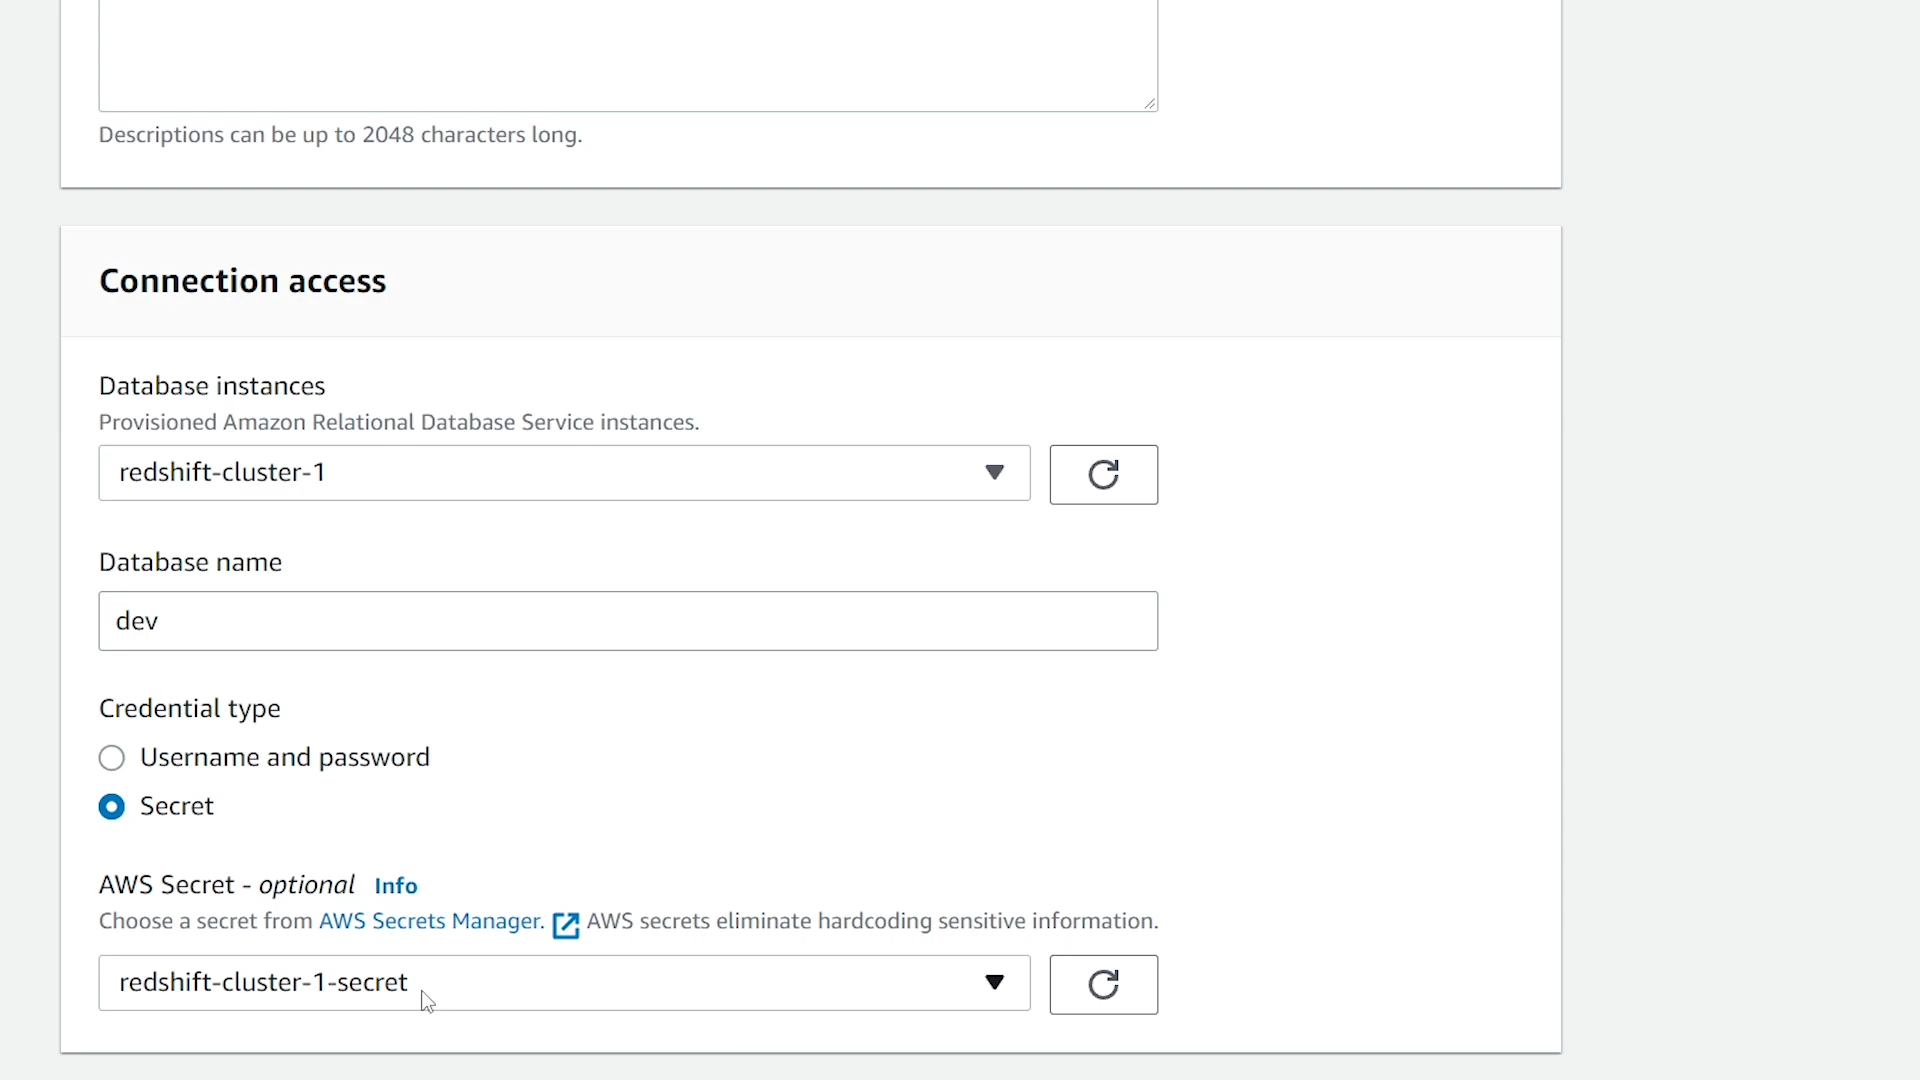 Descriptions can be up to 2048 characters long.
Connection access
Database instances
Provisioned Amazon Relational Database Service instances.
redshift-cluster-1
Database name
dev
Credential type
Username and password
Secret
AWS Secret - optional Info
Choose a secret from AWS Secrets Manager. AWS secrets eliminate hardcoding sensitive information.
redshift-cluster-1-secret